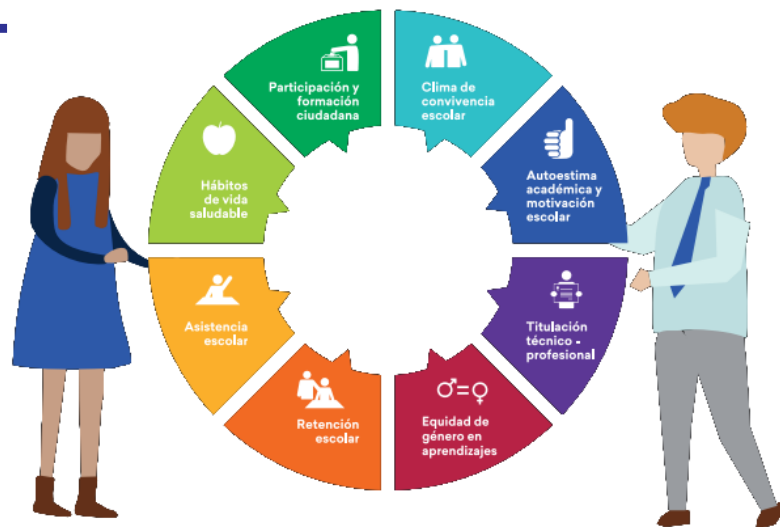 Participación y
formación
ciudadana
Clima de
convivencia
escolar
Autoestima
académica y
motivación
escolar
Titulación
técnico -
profesional
Equidad de
género en
aprendizajes
Retención
escolar
Asistencia
escolar
Hábitos
de vida
saludable